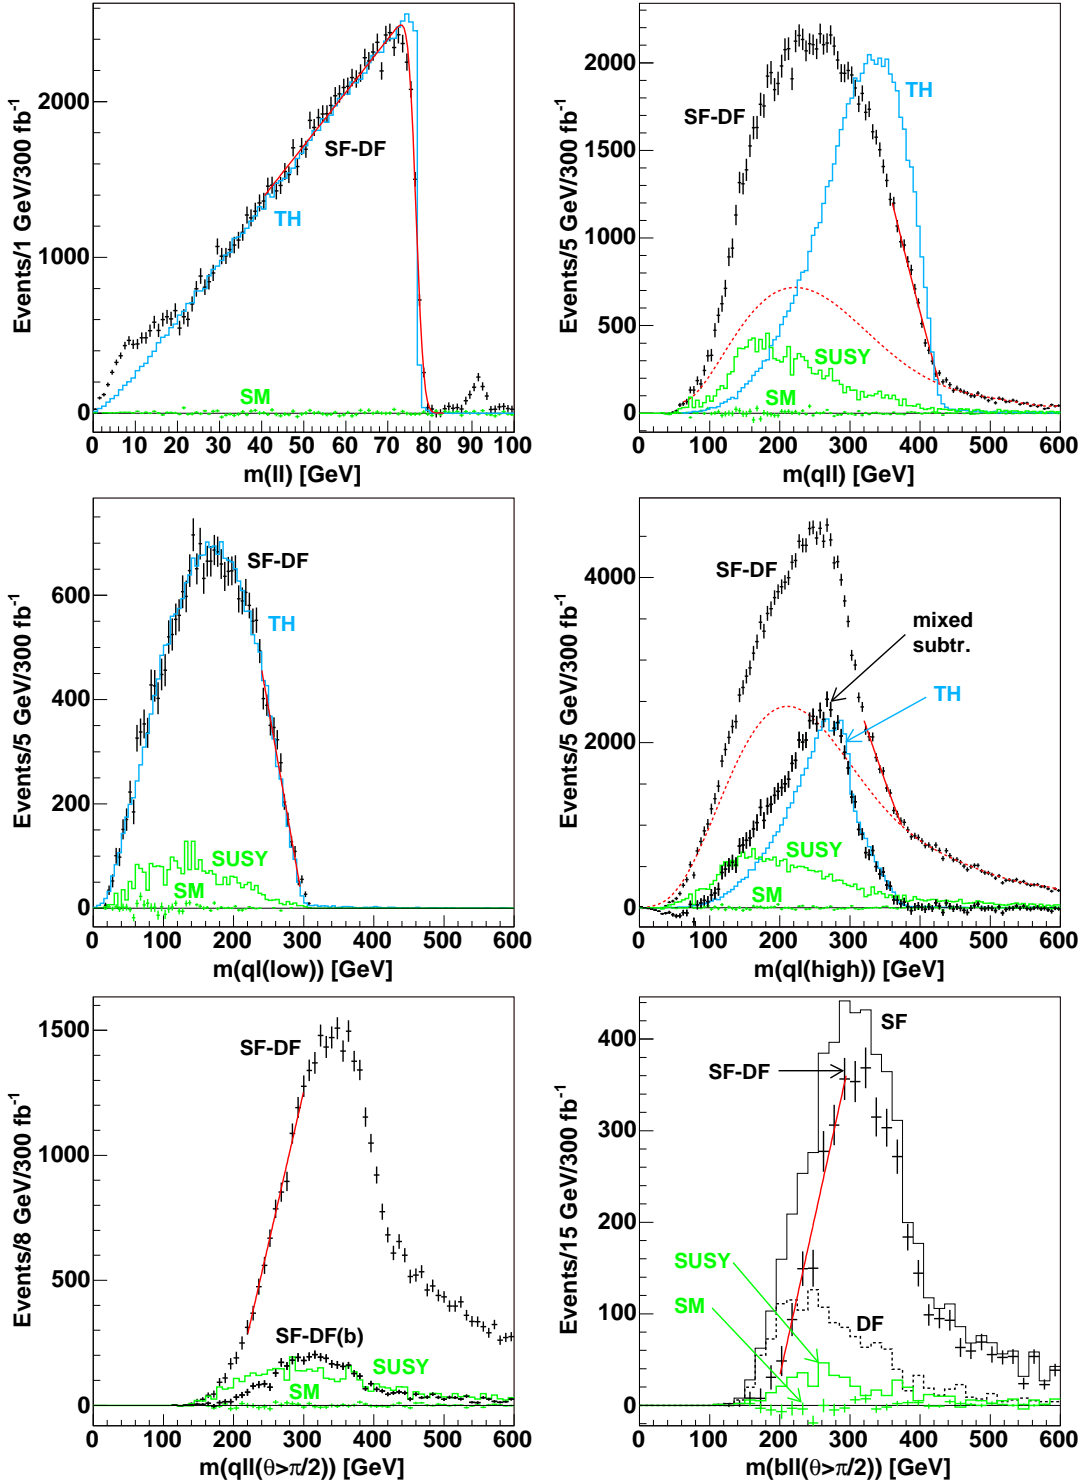 Events/1 GeV/300 fb⁻¹
2000
1000
0
SF-DF
TH
SM
0 10 20 30 40 50 60 70 80 90 100
m(ll) [GeV]
Events/5 GeV/300 fb⁻¹
2000
1500
1000
500
0
SF-DF
TH
SUSY
SM
0 100 200 300 400 500 600
m(qll) [GeV]
Events/5 GeV/300 fb⁻¹
600
400
200
0
SF-DF
TH
SUSY
SM
0 100 200 300 400 500 600
m(ql(low)) [GeV]
Events/5 GeV/300 fb⁻¹
4000
2000
0
SF-DF
mixed
subtr.
TH
SUSY
SM
0 100 200 300 400 500 600
m(ql(high)) [GeV]
Events/8 GeV/300 fb⁻¹
1500
1000
500
0
SF-DF
SF-DF(b)
SUSY
SM
0 100 200 300 400 500 600
m(qll(θ>π/2)) [GeV]
Events/15 GeV/300 fb⁻¹
400
300
200
100
0
SF
SF-DF
SUSY
SM
DF
0 100 200 300 400 500 600
m(bll(θ>π/2)) [GeV]